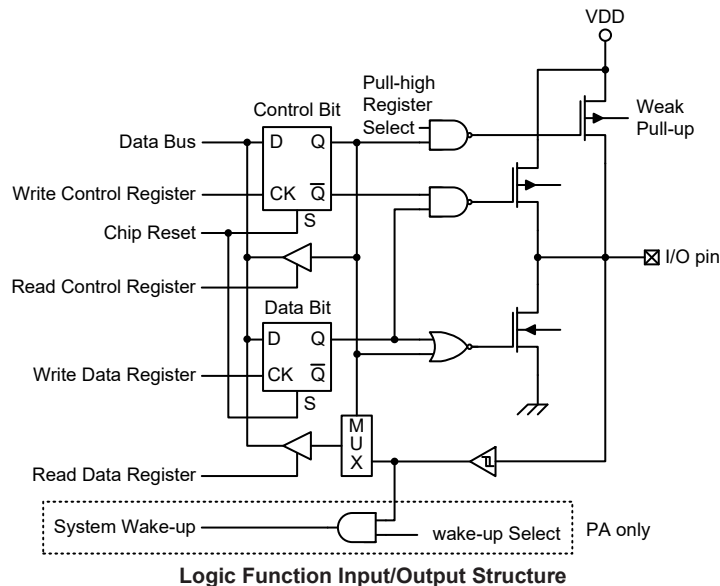 VDD
Pull-high
Register
Select
Weak
Pull-up
Control Bit
Data Bus
D Q
Write Control Register
CK Q̅
S
Chip Reset
I/O pin
Read Control Register
Data Bit
D Q
Write Data Register
CK Q̅
S
M
U
X
Read Data Register
System Wake-up
wake-up Select
PA only
Logic Function Input/Output Structure